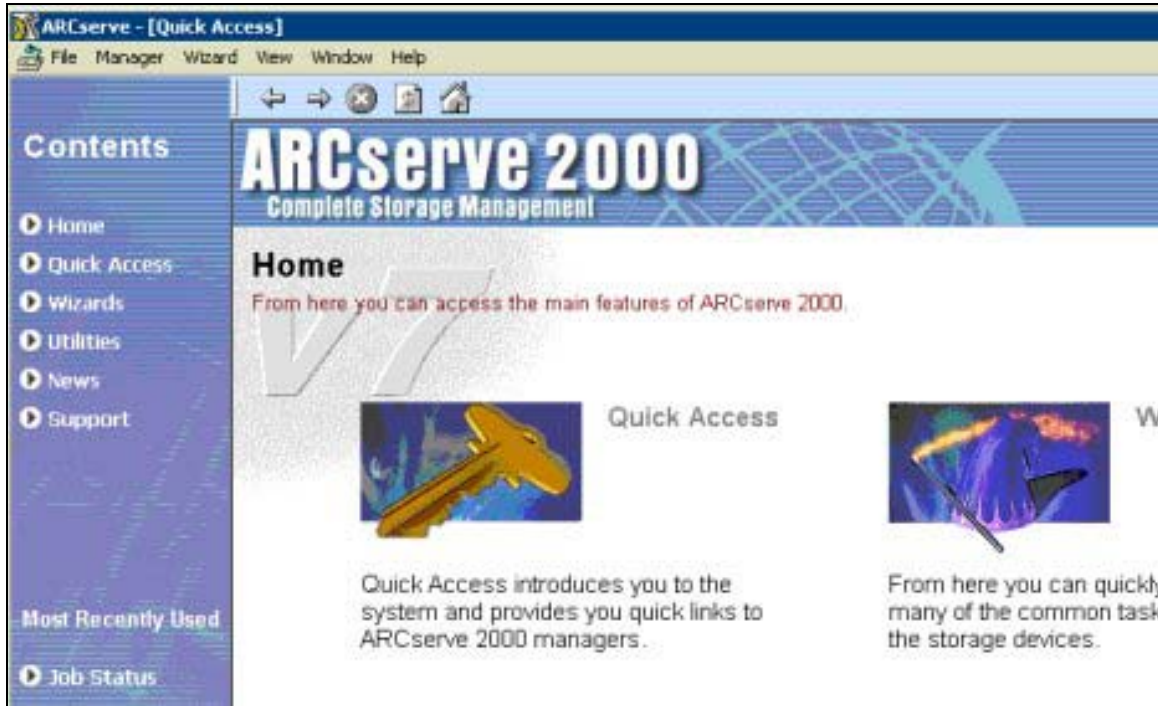 ARCserve - [Quick Access]
File Manager Wizard View Window Help
Contents
Home
Quick Access
Wizards
Utilities
News
Support
Most Recently Used
Job Status
ARCserve 2000
Complete Storage Management
Home
From here you can access the main features of ARCserve 2000.
V7
Quick Access
Quick Access introduces you to the
system and provides you quick links to
ARCserve 2000 managers.
W
From here you can quickly
many of the common task
the storage devices.